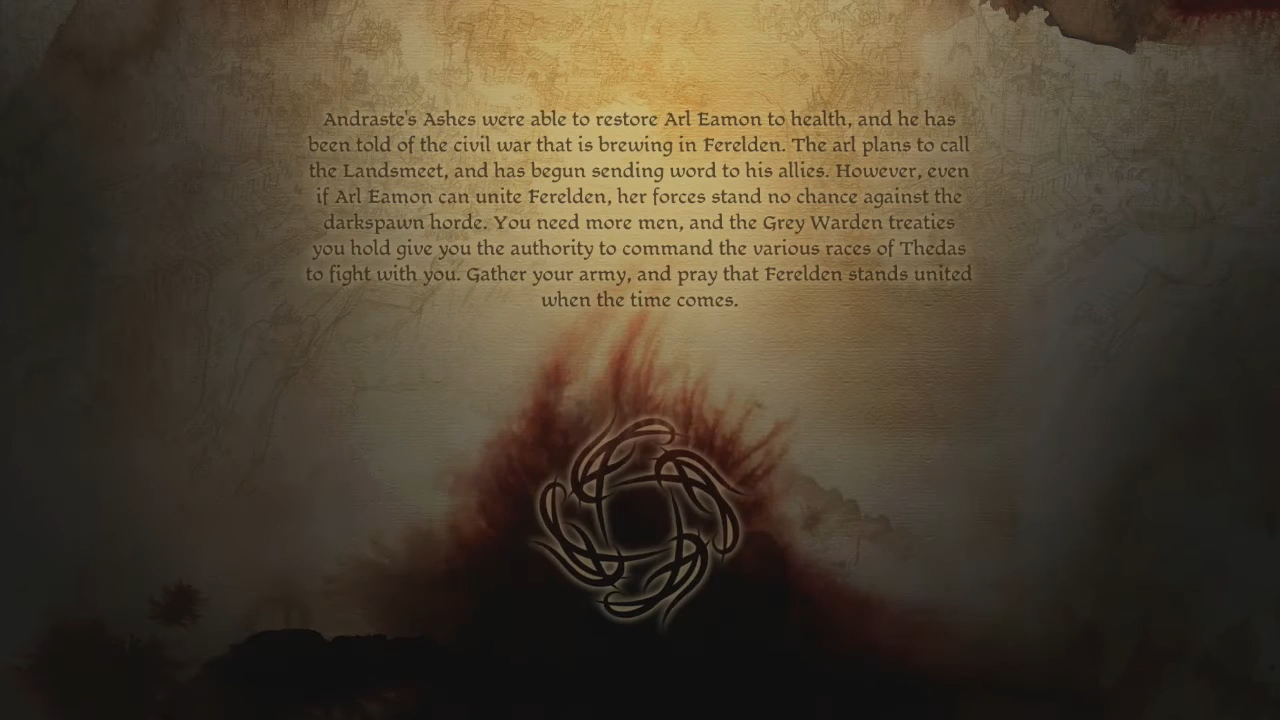 Andraste's Ashes were able to restore Arl Eamon to health, and he has
been told of the civil war that is brewing in Ferelden. The arl plans to call
the Landsmeet, and has begun sending word to his allies. However, even
if Arl Eamon can unite Ferelden, her forces stand no chance against the
darkspawn horde. You need more men, and the Grey Warden treaties
you hold give you the authority to command the various races of Thedas
to fight with you. Gather your army, and pray that Ferelden stands united
when the time comes.